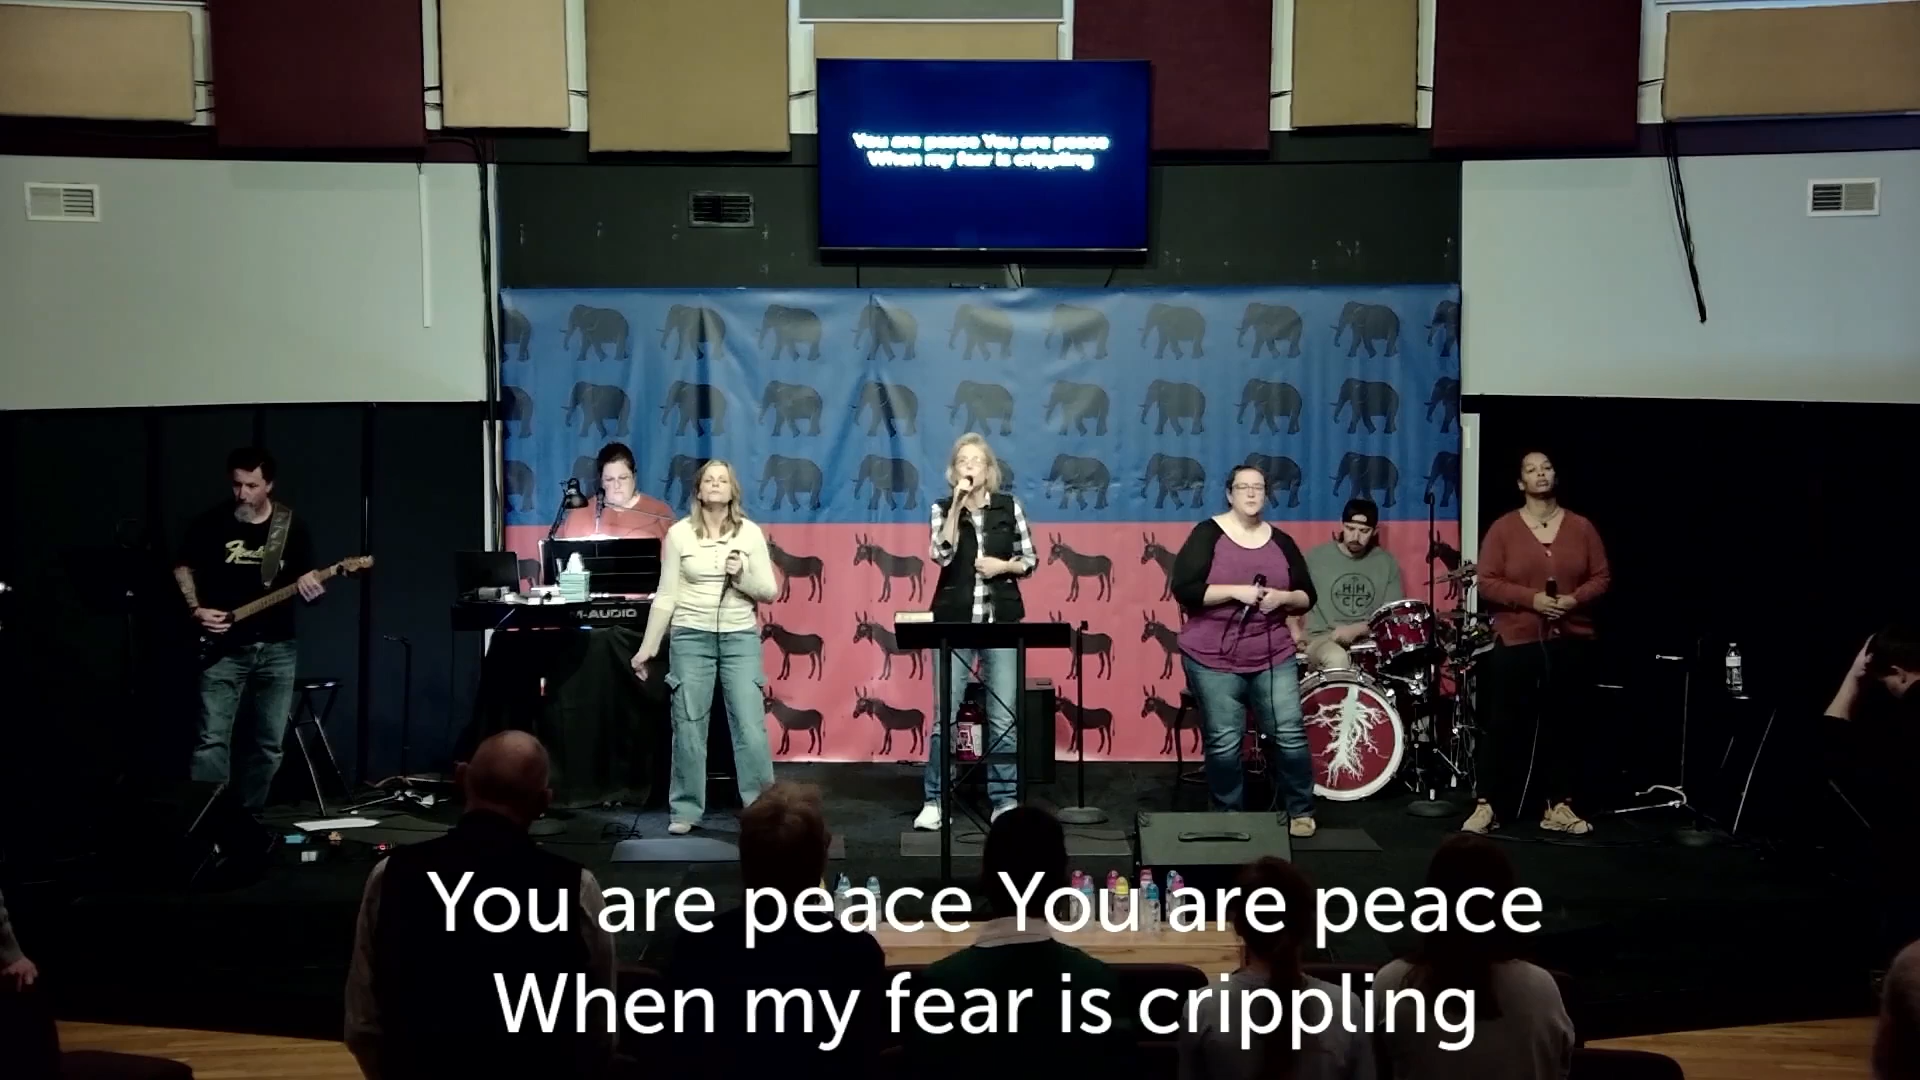 You are peace You are peace
When my fear is crippling
Fender
M-AUDIO
H H
C C
You are peace You are peace
When my fear is crippling